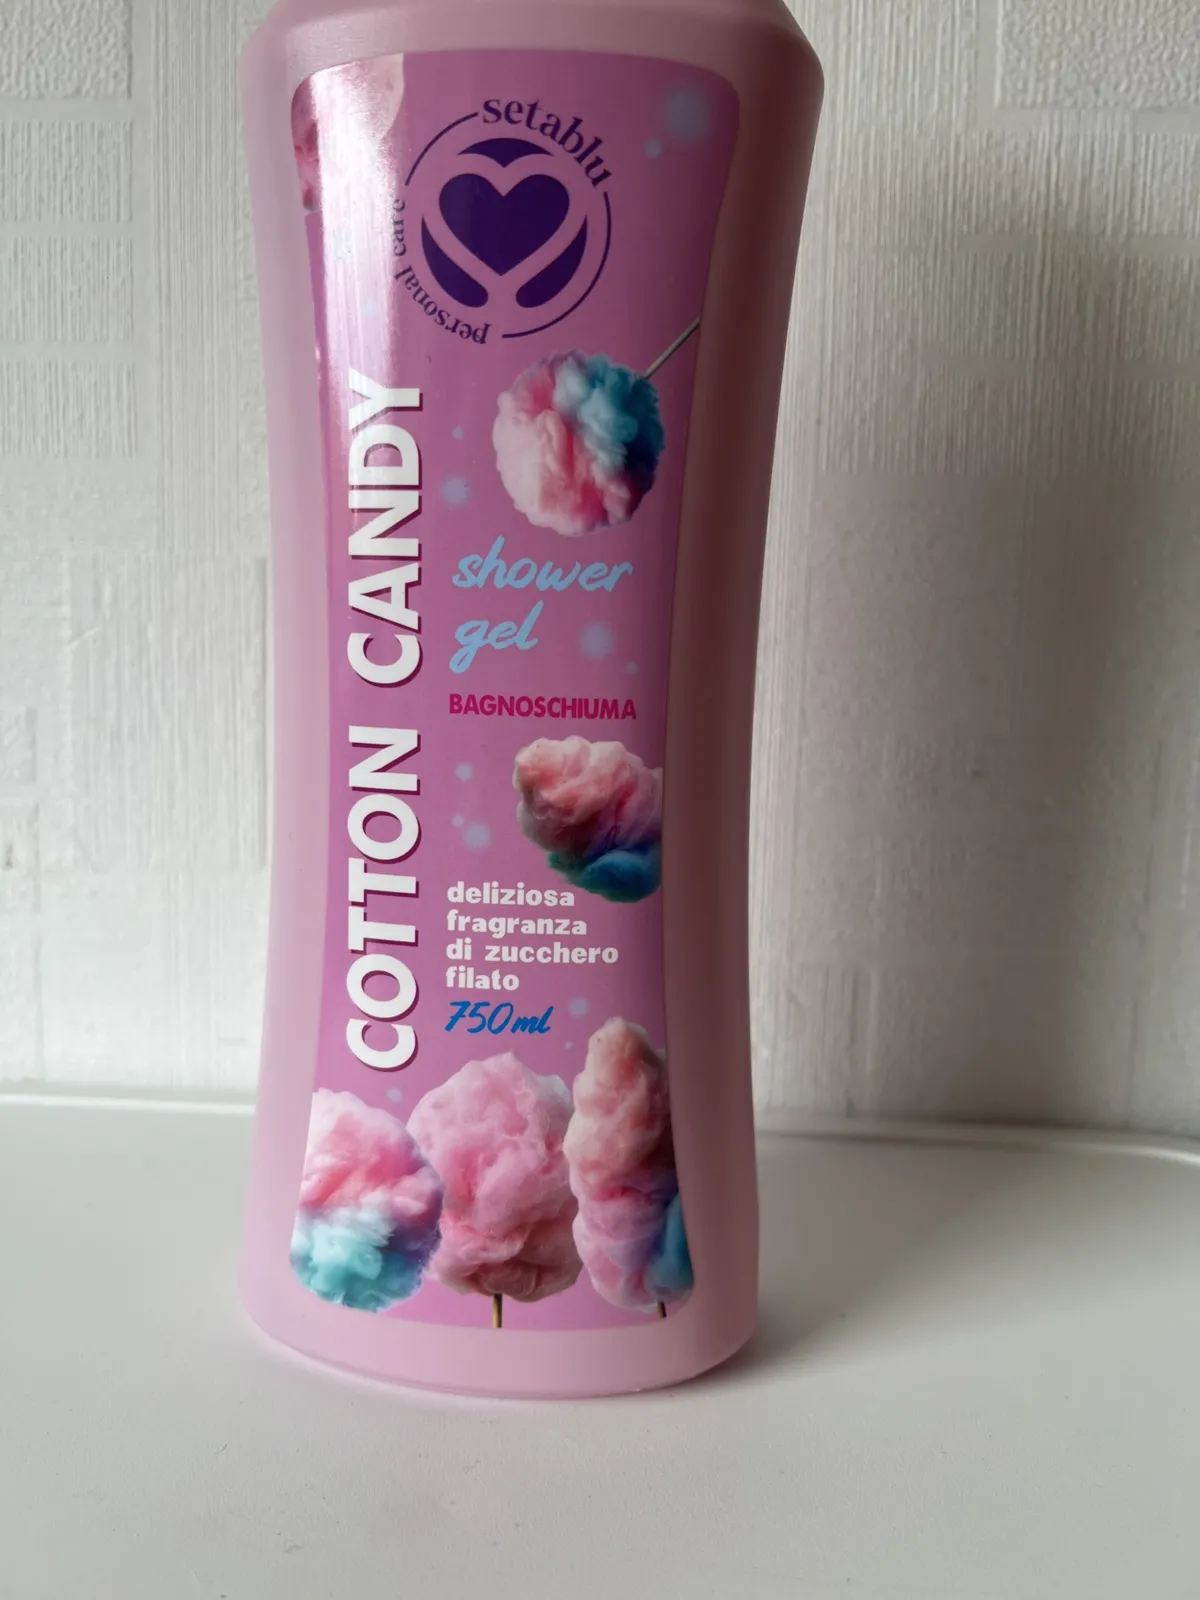 setablu
personal care
COTTON CANDY
shower
gel
BAGNOSCHIUMA
deliziosa
fragranza
di zucchero
filato
750ml